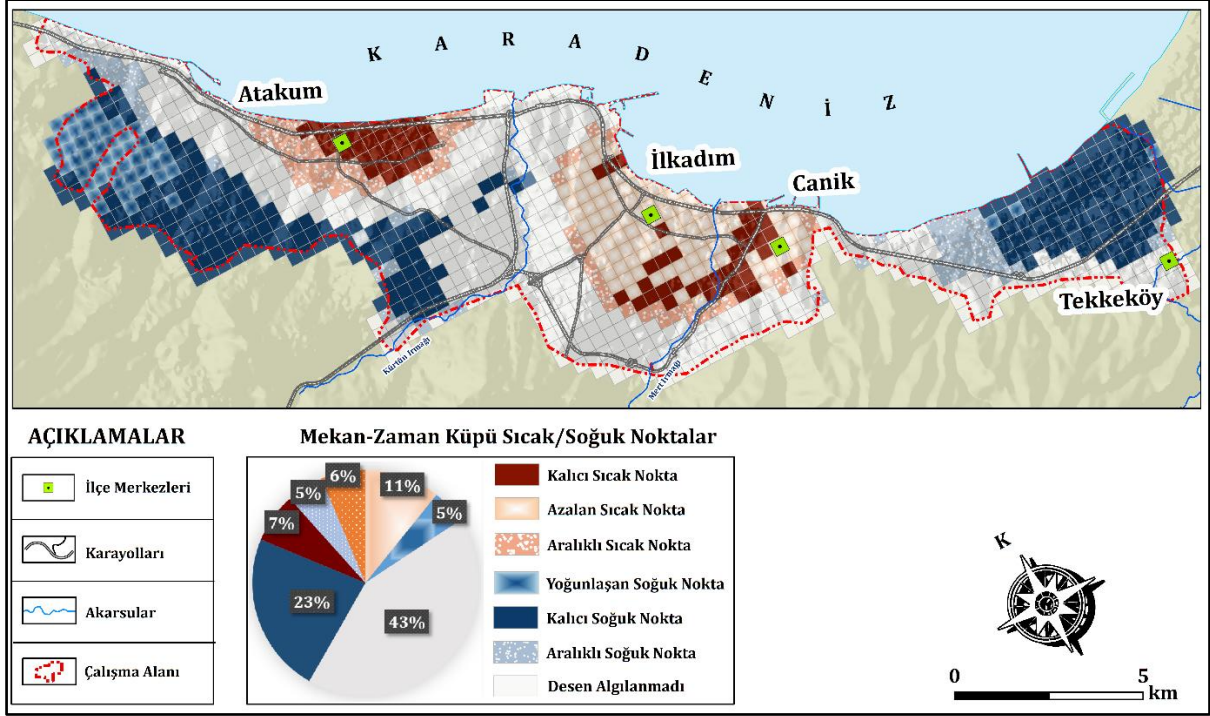 K A R A D E N İ Z
Atakum
İlkadım
Canik
Tekkeköy
Kürtün Irmağı
Mert Irmağı
AÇIKLAMALAR
İlçe Merkezleri
Karayolları
Akarsular
Çalışma Alanı
Mekan-Zaman Küpü Sıcak/Soğuk Noktalar
6%
11%
5%
5%
7%
23%
43%
Kalıcı Sıcak Nokta
Azalan Sıcak Nokta
Aralıklı Sıcak Nokta
Yoğunlaşan Soğuk Nokta
Kalıcı Soğuk Nokta
Aralıklı Soğuk Nokta
Desen Algılanmadı
K
0 5
km